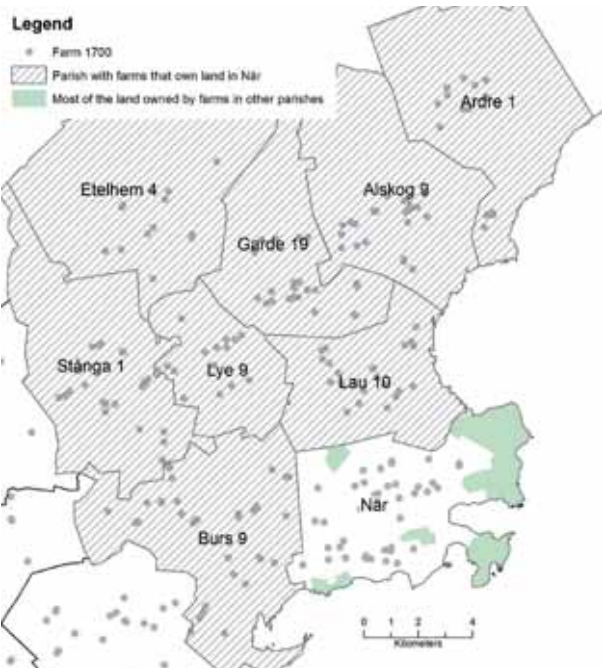 Legend
Farm 1700
Parish with farms that own land in När
Most of the land owned by farms in other parishes
Ardre 1
Etelhem 4
Alskog 9
Garde 19
Stånga 1
Lye 9
Lau 10
När
Burs 9
0 2 4
Kilometers